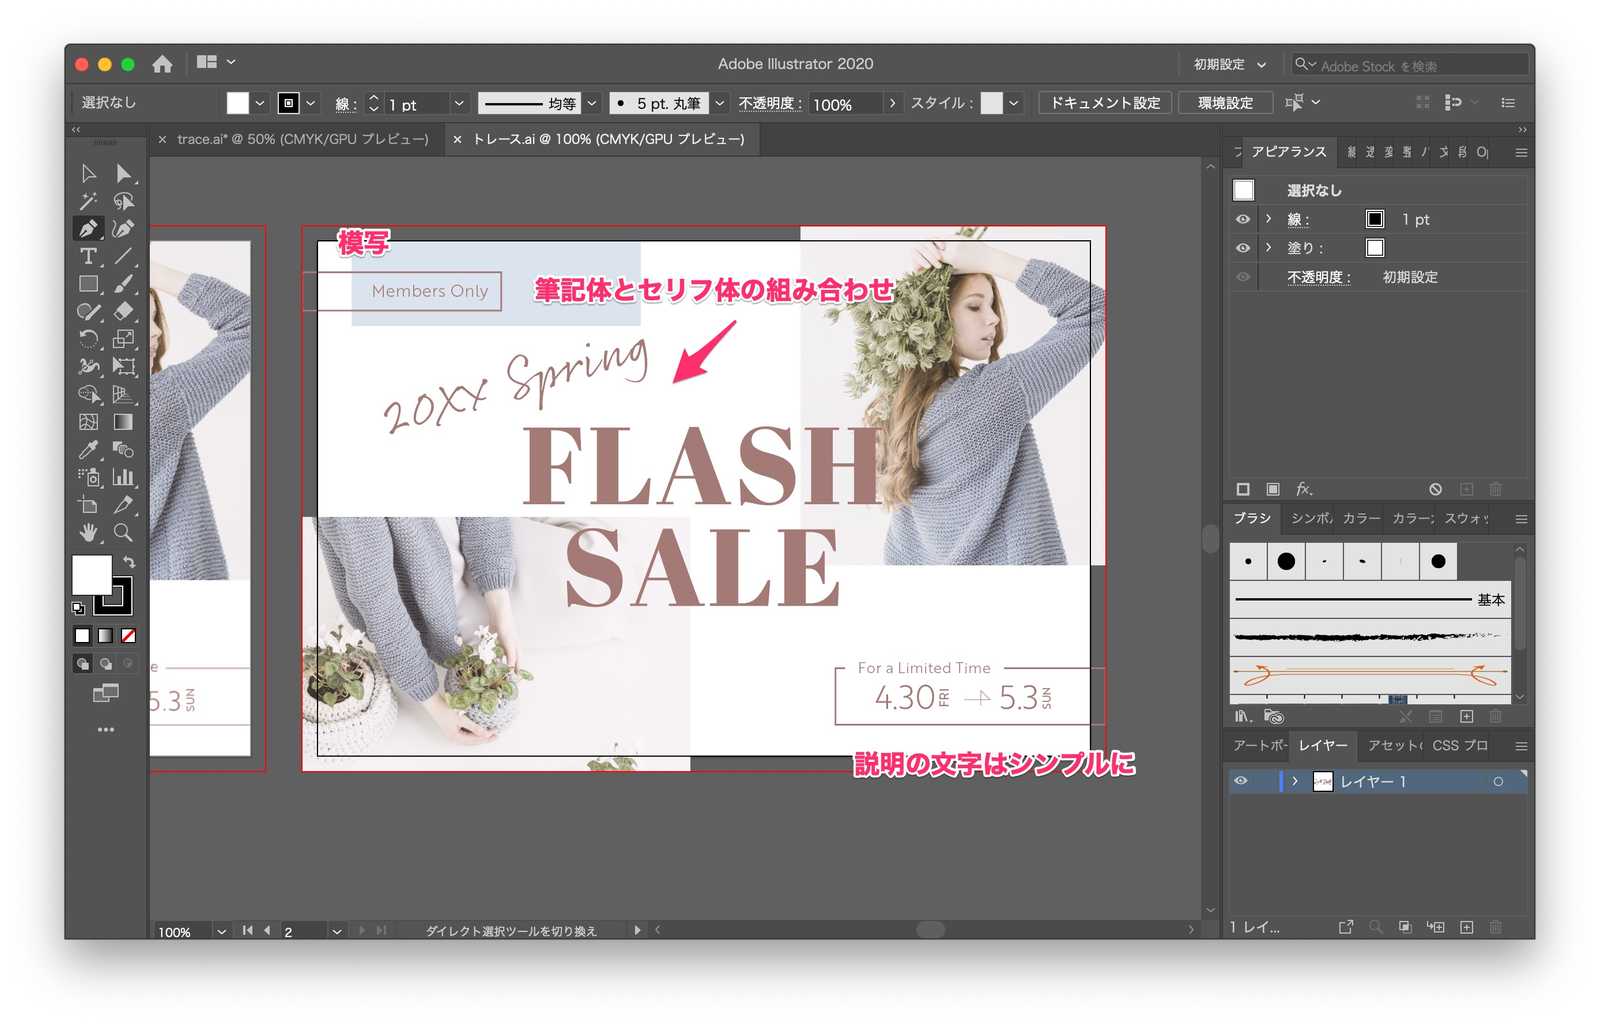 Adobe Illustrator 2020
初期設定
Adobe Stock を検索
選択なし
線:
1 pt
均等
5 pt. 丸筆
不透明度:
100%
スタイル:
ドキュメント設定
環境設定
trace.ai* @ 50% (CMYK/GPU プレビュー)
トレース.ai @ 100% (CMYK/GPU プレビュー)
模写
Members Only
筆記体とセリフ体の組み合わせ
20XX Spring
FLASH
SALE
For a Limited Time
4.30 FRI → 5.3 SUN
説明の文字はシンプルに
e
5.3 SUN
アピアランス
選択なし
線:
1 pt
塗り:
不透明度:
初期設定
fx.
ブラシ
シンボ
カラー
カラー
スウォッ
基本
アートボー
レイヤー
アセット
CSS プロ
レイヤー 1
1 レイ...
100%
2
ダイレクト選択ツールを切り換え